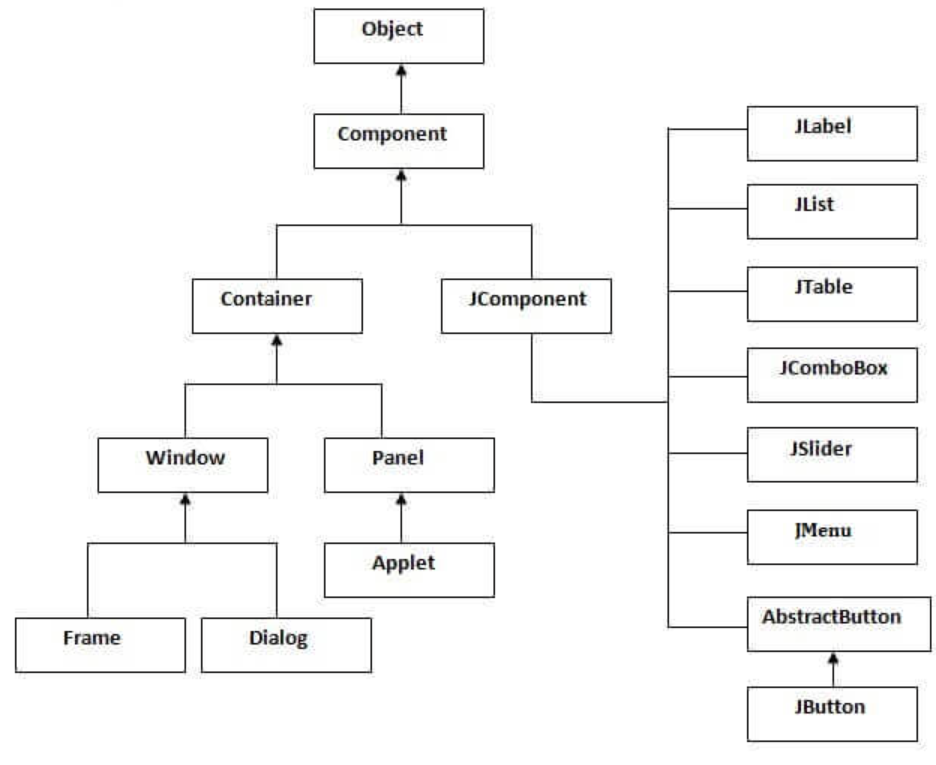 Object
Component
Container
JComponent
Window
Panel
Applet
Frame
Dialog
JLabel
JList
JTable
JComboBox
JSlider
JMenu
AbstractButton
JButton